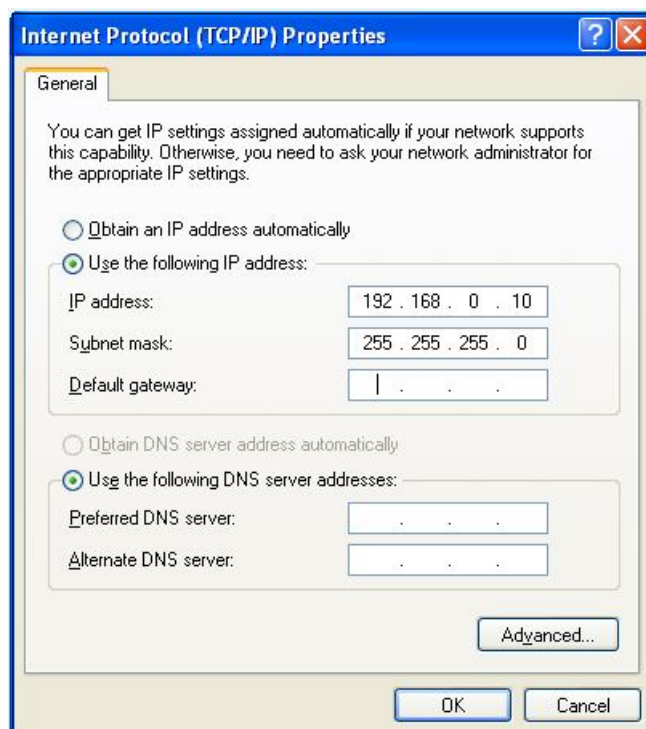 Internet Protocol (TCP/IP) Properties
General
You can get IP settings assigned automatically if your network supports
this capability. Otherwise, you need to ask your network administrator for
the appropriate IP settings.
Obtain an IP address automatically
Use the following IP address:
IP address: 192 . 168 . 0 . 10
Subnet mask: 255 . 255 . 255 . 0
Default gateway: . . .
Obtain DNS server address automatically
Use the following DNS server addresses:
Preferred DNS server: . . .
Alternate DNS server: . . .
Advanced...
OK Cancel